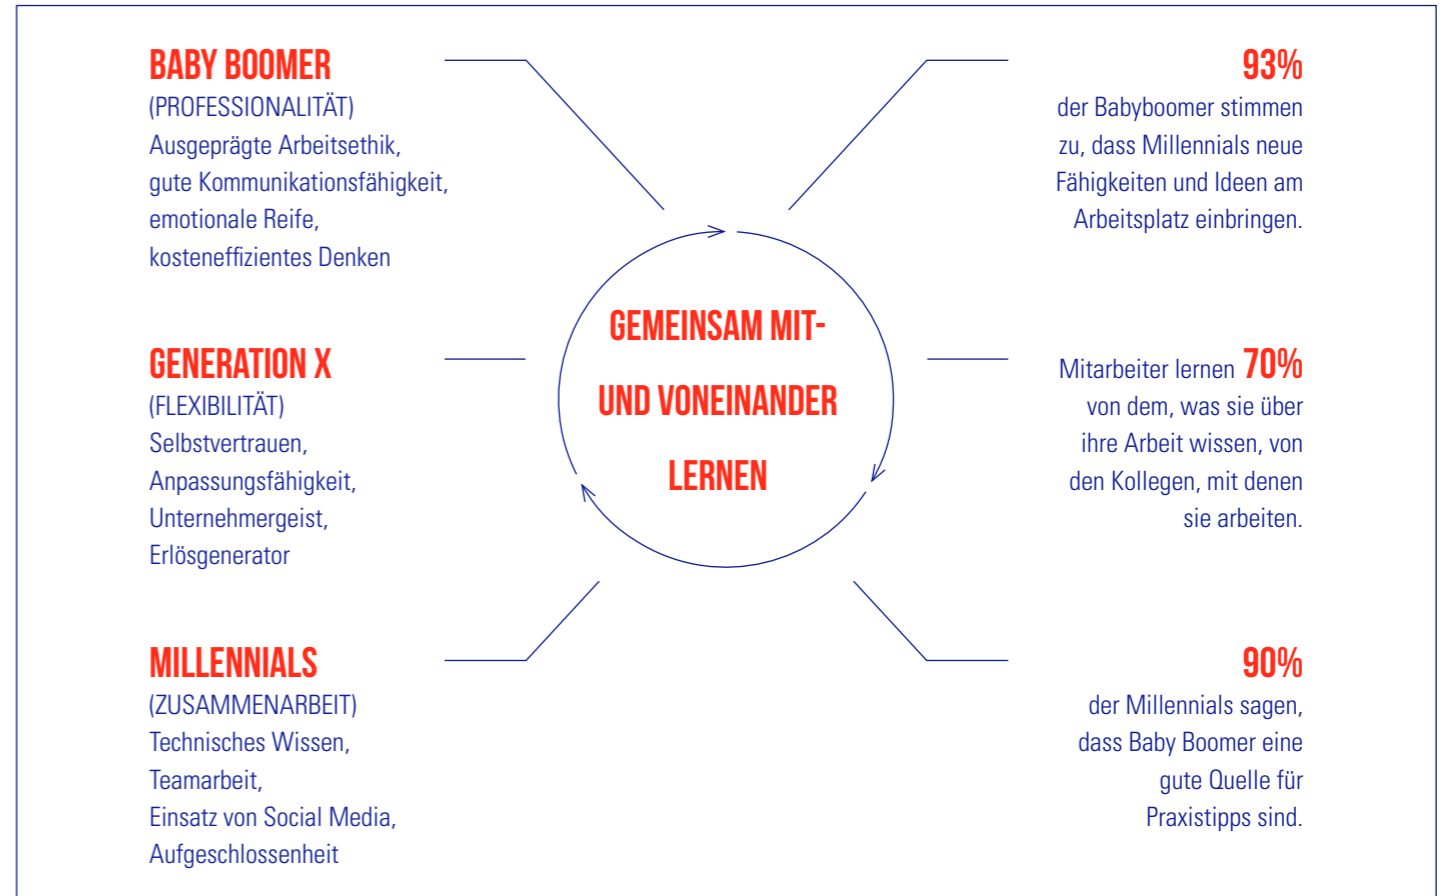 BABY BOOMER
(PROFESSIONALITÄT)
Ausgeprägte Arbeitsethik,
gute Kommunikationsfähigkeit,
emotionale Reife,
kosteneffizientes Denken
GENERATION X
(FLEXIBILITÄT)
Selbstvertrauen,
Anpassungsfähigkeit,
Unternehmergeist,
Erlösgenerator
MILLENNIALS
(ZUSAMMENARBEIT)
Technisches Wissen,
Teamarbeit,
Einsatz von Social Media,
Aufgeschlossenheit
GEMEINSAM MIT-
UND VONEINANDER
LERNEN
93%
der Babyboomer stimmen
zu, dass Millennials neue
Fähigkeiten und Ideen am
Arbeitsplatz einbringen.
Mitarbeiter lernen 70%
von dem, was sie über
ihre Arbeit wissen, von
den Kollegen, mit denen
sie arbeiten.
90%
der Millennials sagen,
dass Baby Boomer eine
gute Quelle für
Praxistipps sind.